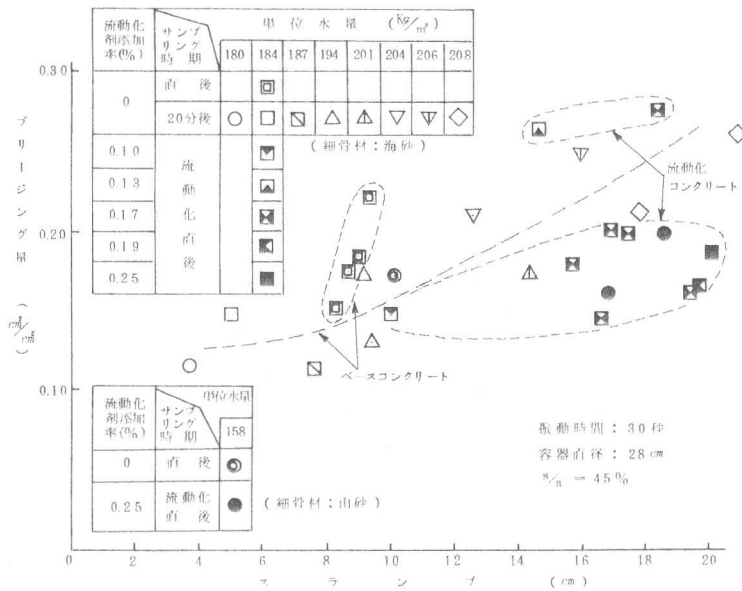 流動化剤添加率(%)
サンプリング時期
単位水量 (Kg/m³)
180 184 187 194 201 204 206 208
0 直後
20分後
0.10
0.13
0.17
0.19
0.25
流動化直後
(細骨材:海砂)
0.30
0.20
0.10
0
ブリージング量 (cm³/cm²)
流動化コンクリート
ベースコンクリート
流動化剤添加率(%)
サンプリング時期
単位水量
158
0 直後
0.25 流動化直後
(細骨材:山砂)
振動時間:30秒
容器直径:28cm
s/a = 45%
0 2 4 6 8 10 12 14 16 18 20
スランプ (cm)